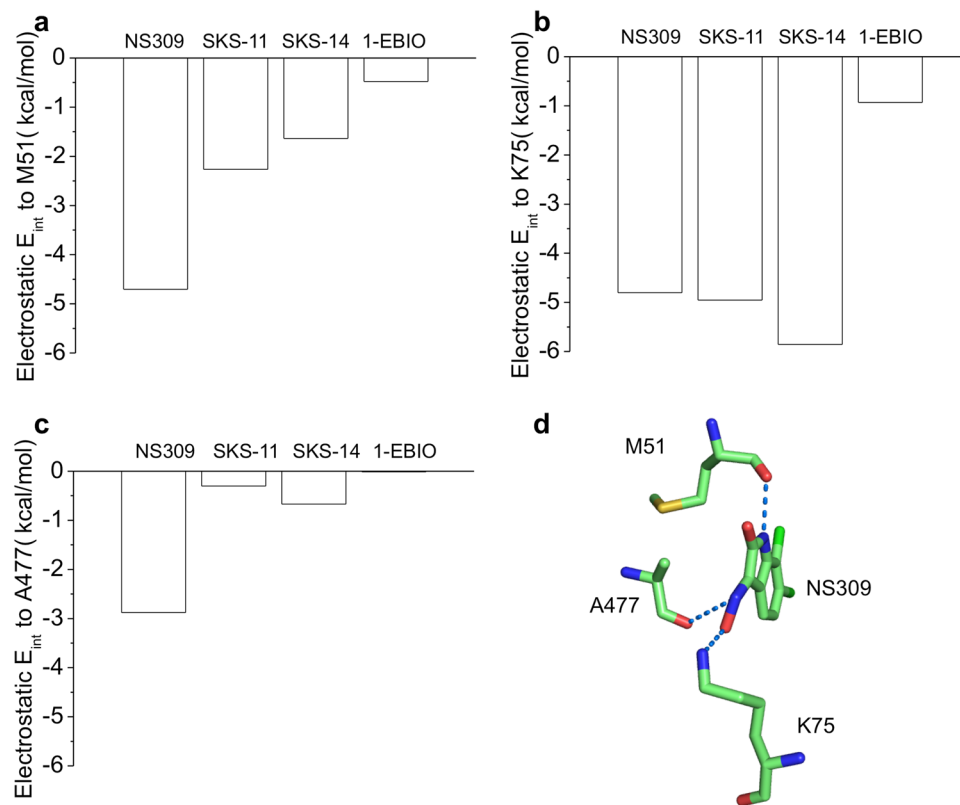 a
NS309 SKS-11 SKS-14 1-EBIO
0
-1
-2
-3
-4
-5
-6
Electrostatic Eint to M51( kcal/mol)
b
NS309 SKS-11 SKS-14 1-EBIO
0
-1
-2
-3
-4
-5
-6
Electrostatic Eint to K75( kcal/mol)
c
NS309 SKS-11 SKS-14 1-EBIO
0
-1
-2
-3
-4
-5
-6
Electrostatic Eint to A477( kcal/mol)
d
M51
NS309
A477
K75